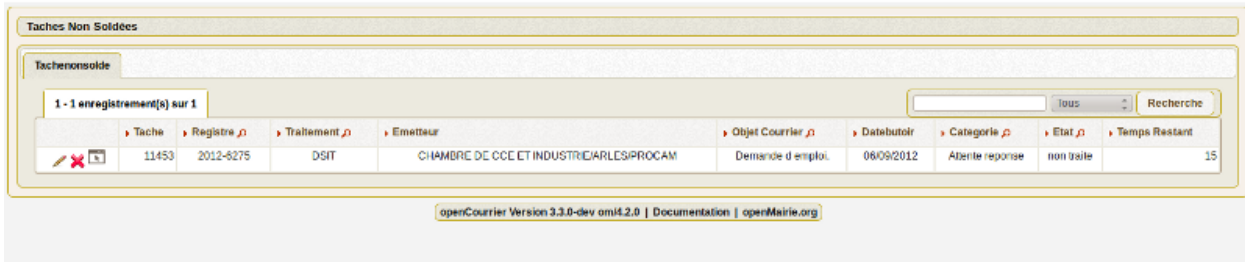 Taches Non Soldées
Tachenonsolde
1 - 1 enregistrement(s) sur 1
Tous Recherche
Tache Registre Traitement Emetteur Objet Courrier Datebutoir Categorie Etat Temps Restant
11453 2012-6275 DSIT CHAMBRE DE CCE ET INDUSTRIE/ARLES/PROCAM Demande d emploi. 06/09/2012 Attente reponse non traite 15
openCourrier Version 3.3.0-dev om/4.2.0 | Documentation | openMairie.org